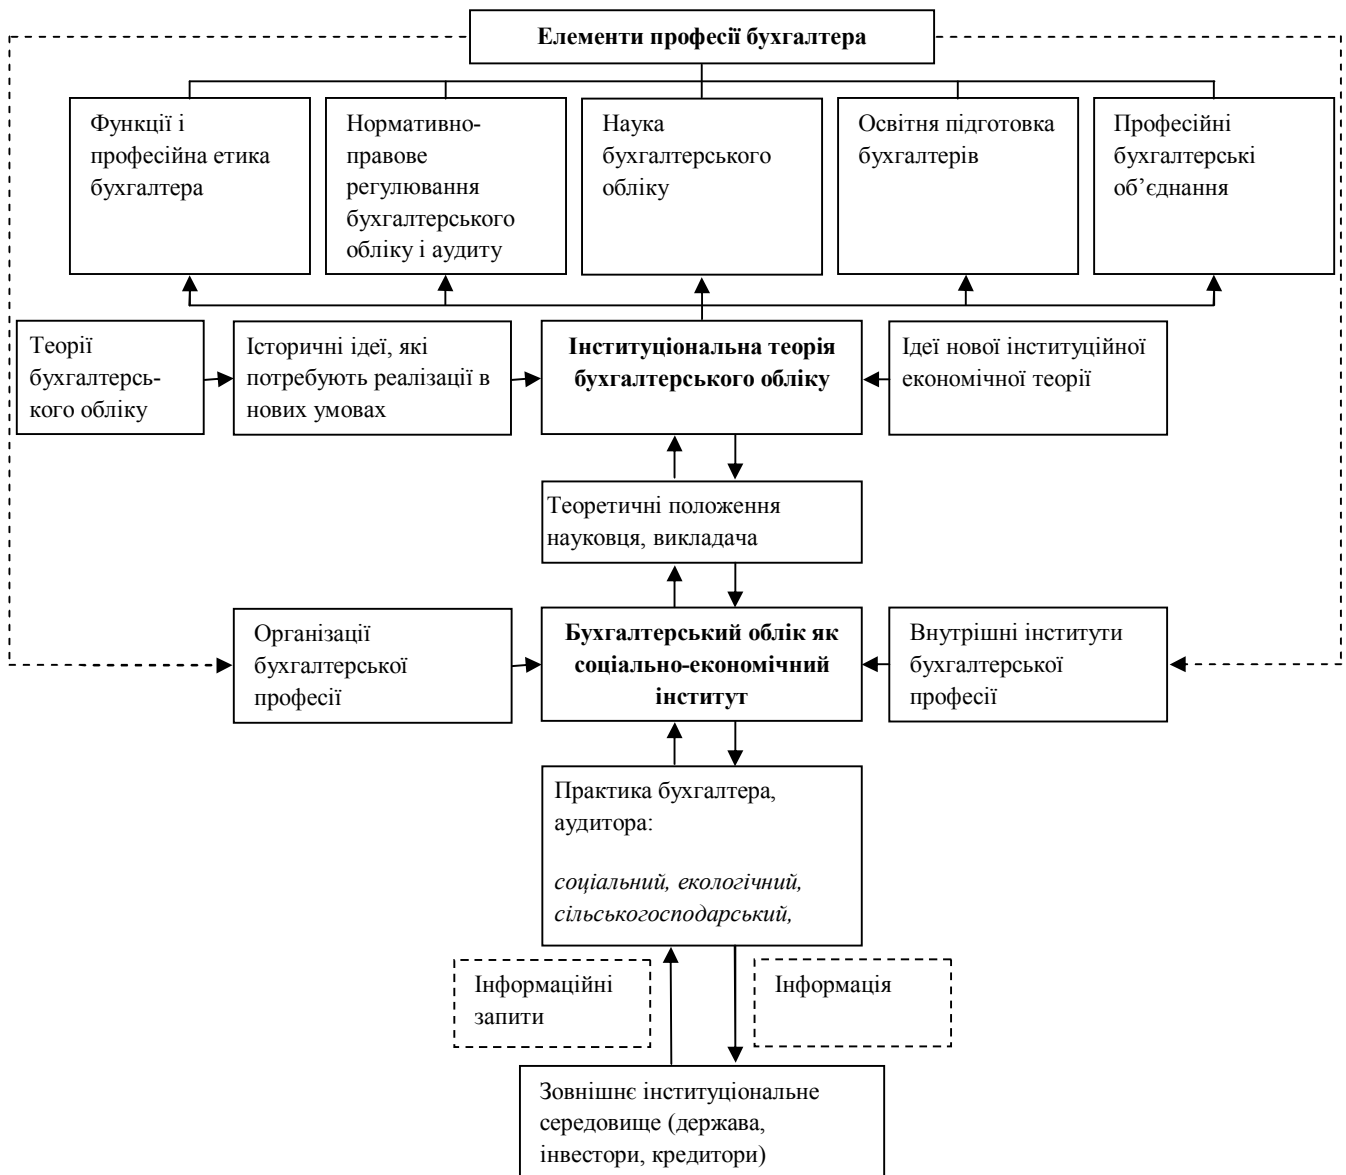 Елементи професії бухгалтера
Функції і
професійна етика
бухгалтера
Нормативно-
правове
регулювання
бухгалтерського
обліку і аудиту
Наука
бухгалтерського
обліку
Освітня підготовка
бухгалтерів
Професійні
бухгалтерські
об’єднання
Теорії
бухгалтерсь-
кого обліку
Історичні ідеї, які
потребують реалізації в
нових умовах
Інституціональна теорія
бухгалтерського обліку
Ідеї нової інституційної
економічної теорії
Теоретичні положення
науковця, викладача
Організації
бухгалтерської
професії
Бухгалтерський облік як
соціально-економічний
інститут
Внутрішні інститути
бухгалтерської
професії
Практика бухгалтера,
аудитора:
соціальний, екологічний,
сільськогосподарський,
Інформаційні
запити
Інформація
Зовнішнє інституціональне
середовище (держава,
інвестори, кредитори)